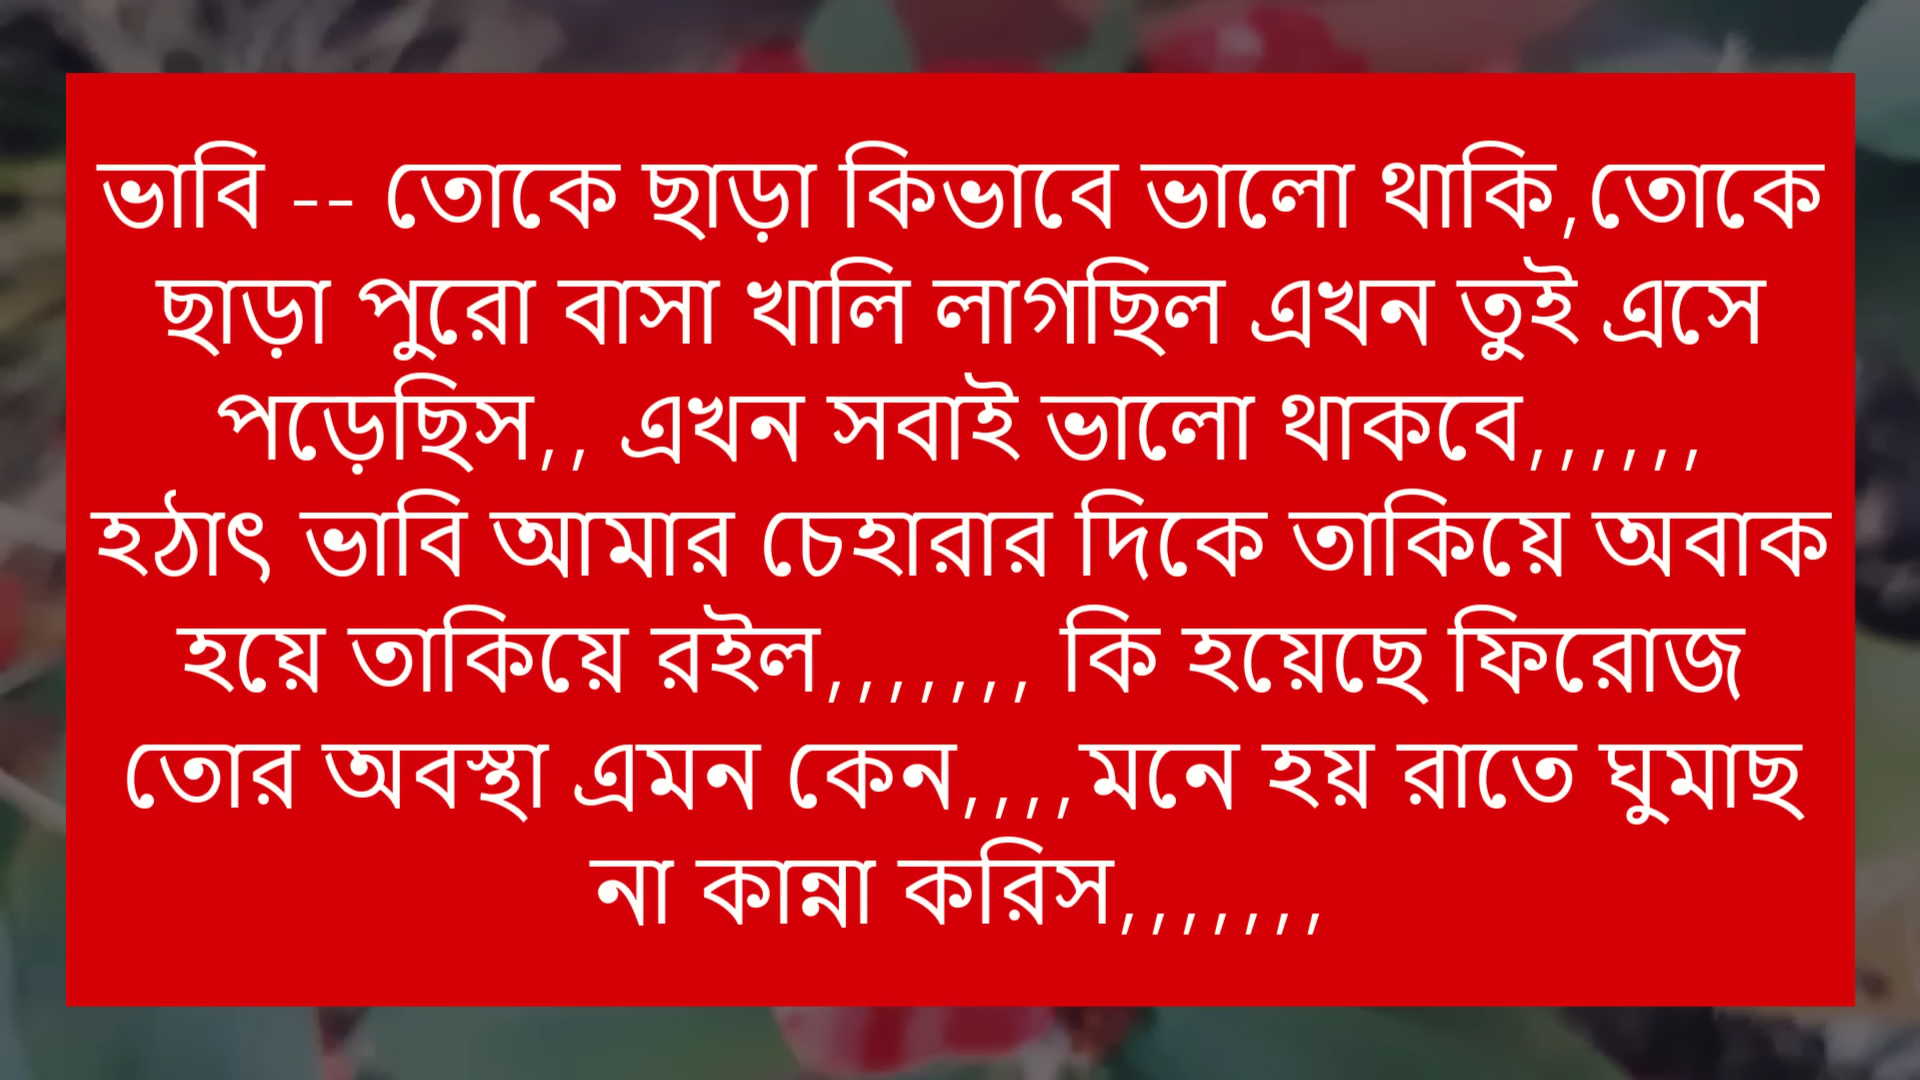 ভাবি -- তোকে ছাড়া কিভাবে ভালো থাকি,তোকে
ছাড়া পুরো বাসা খালি লাগছিল এখন তুই এসে
পড়েছিস,, এখন সবাই ভালো থাকবে,,,,,,
হঠাৎ ভাবি আমার চেহারার দিকে তাকিয়ে অবাক
হয়ে তাকিয়ে রইল,,,,,,, কি হয়েছে ফিরোজ
তোর অবস্থা এমন কেন,,,,মনে হয় রাতে ঘুমাছ
না কান্না করিস,,,,,,,